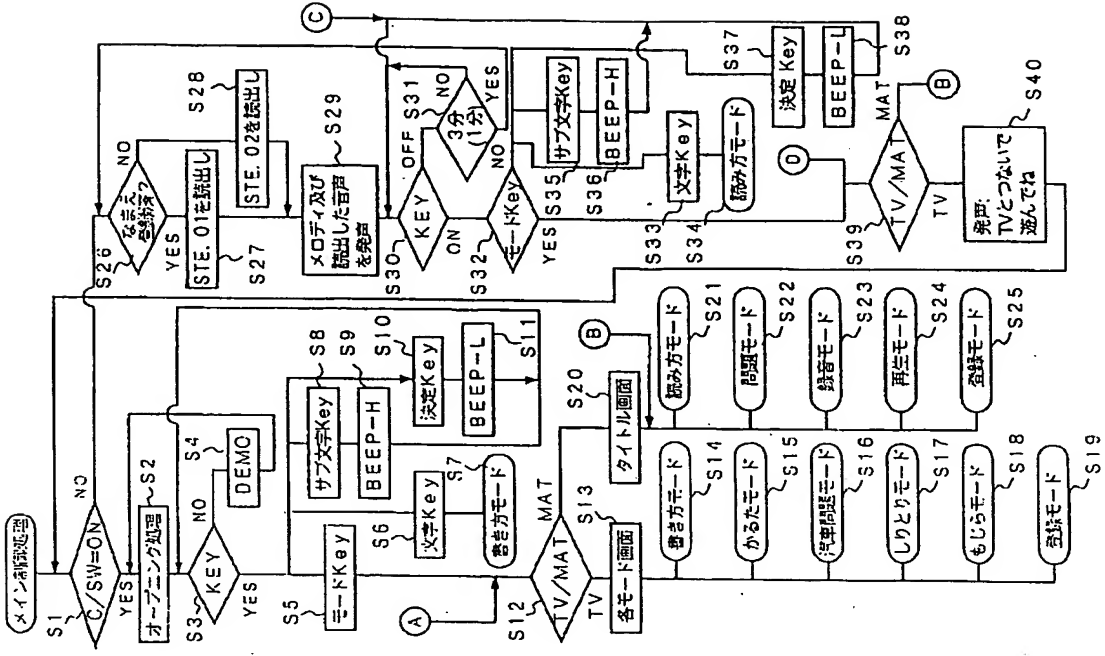 メイン制御処理
S1
C/SW=ON
NO
YES
オープニング処理
S2
S3
KEY
NO
S4
DEMO
YES
S5
モードKey
S6
文字Key
S7
書き方モード
サブ文字Key
S8
BEEP-H
S9
決定Key
S10
BEEP-L
S11
A
S12
TV/MAT
MAT
TV
S13
各モード画面
S20
タイトル画面
B
書き方モード
S14
かるたモード
S15
汽車問題モード
S16
しりとりモード
S17
もじらモード
S18
登録モード
S19
読み方モード
S21
問題モード
S22
録音モード
S23
再生モード
S24
登録モード
S25
S26
なまえ
登録済?
NO
YES
STE.01を読出し
S27
STE.02を読出し
S28
メロディ及び
読出した音声
を発声
S29
C
S30
KEY
OFF
ON
3分
(1分)
S31
NO
YES
S32
モードKey
NO
YES
文字Key
S33
読み方モード
S34
サブ文字Key
S35
BEEP-H
S36
決定Key
S37
BEEP-L
S38
D
S39
TV/MAT
MAT
B
TV
発声:
TVとつないで
遊んでね
S40